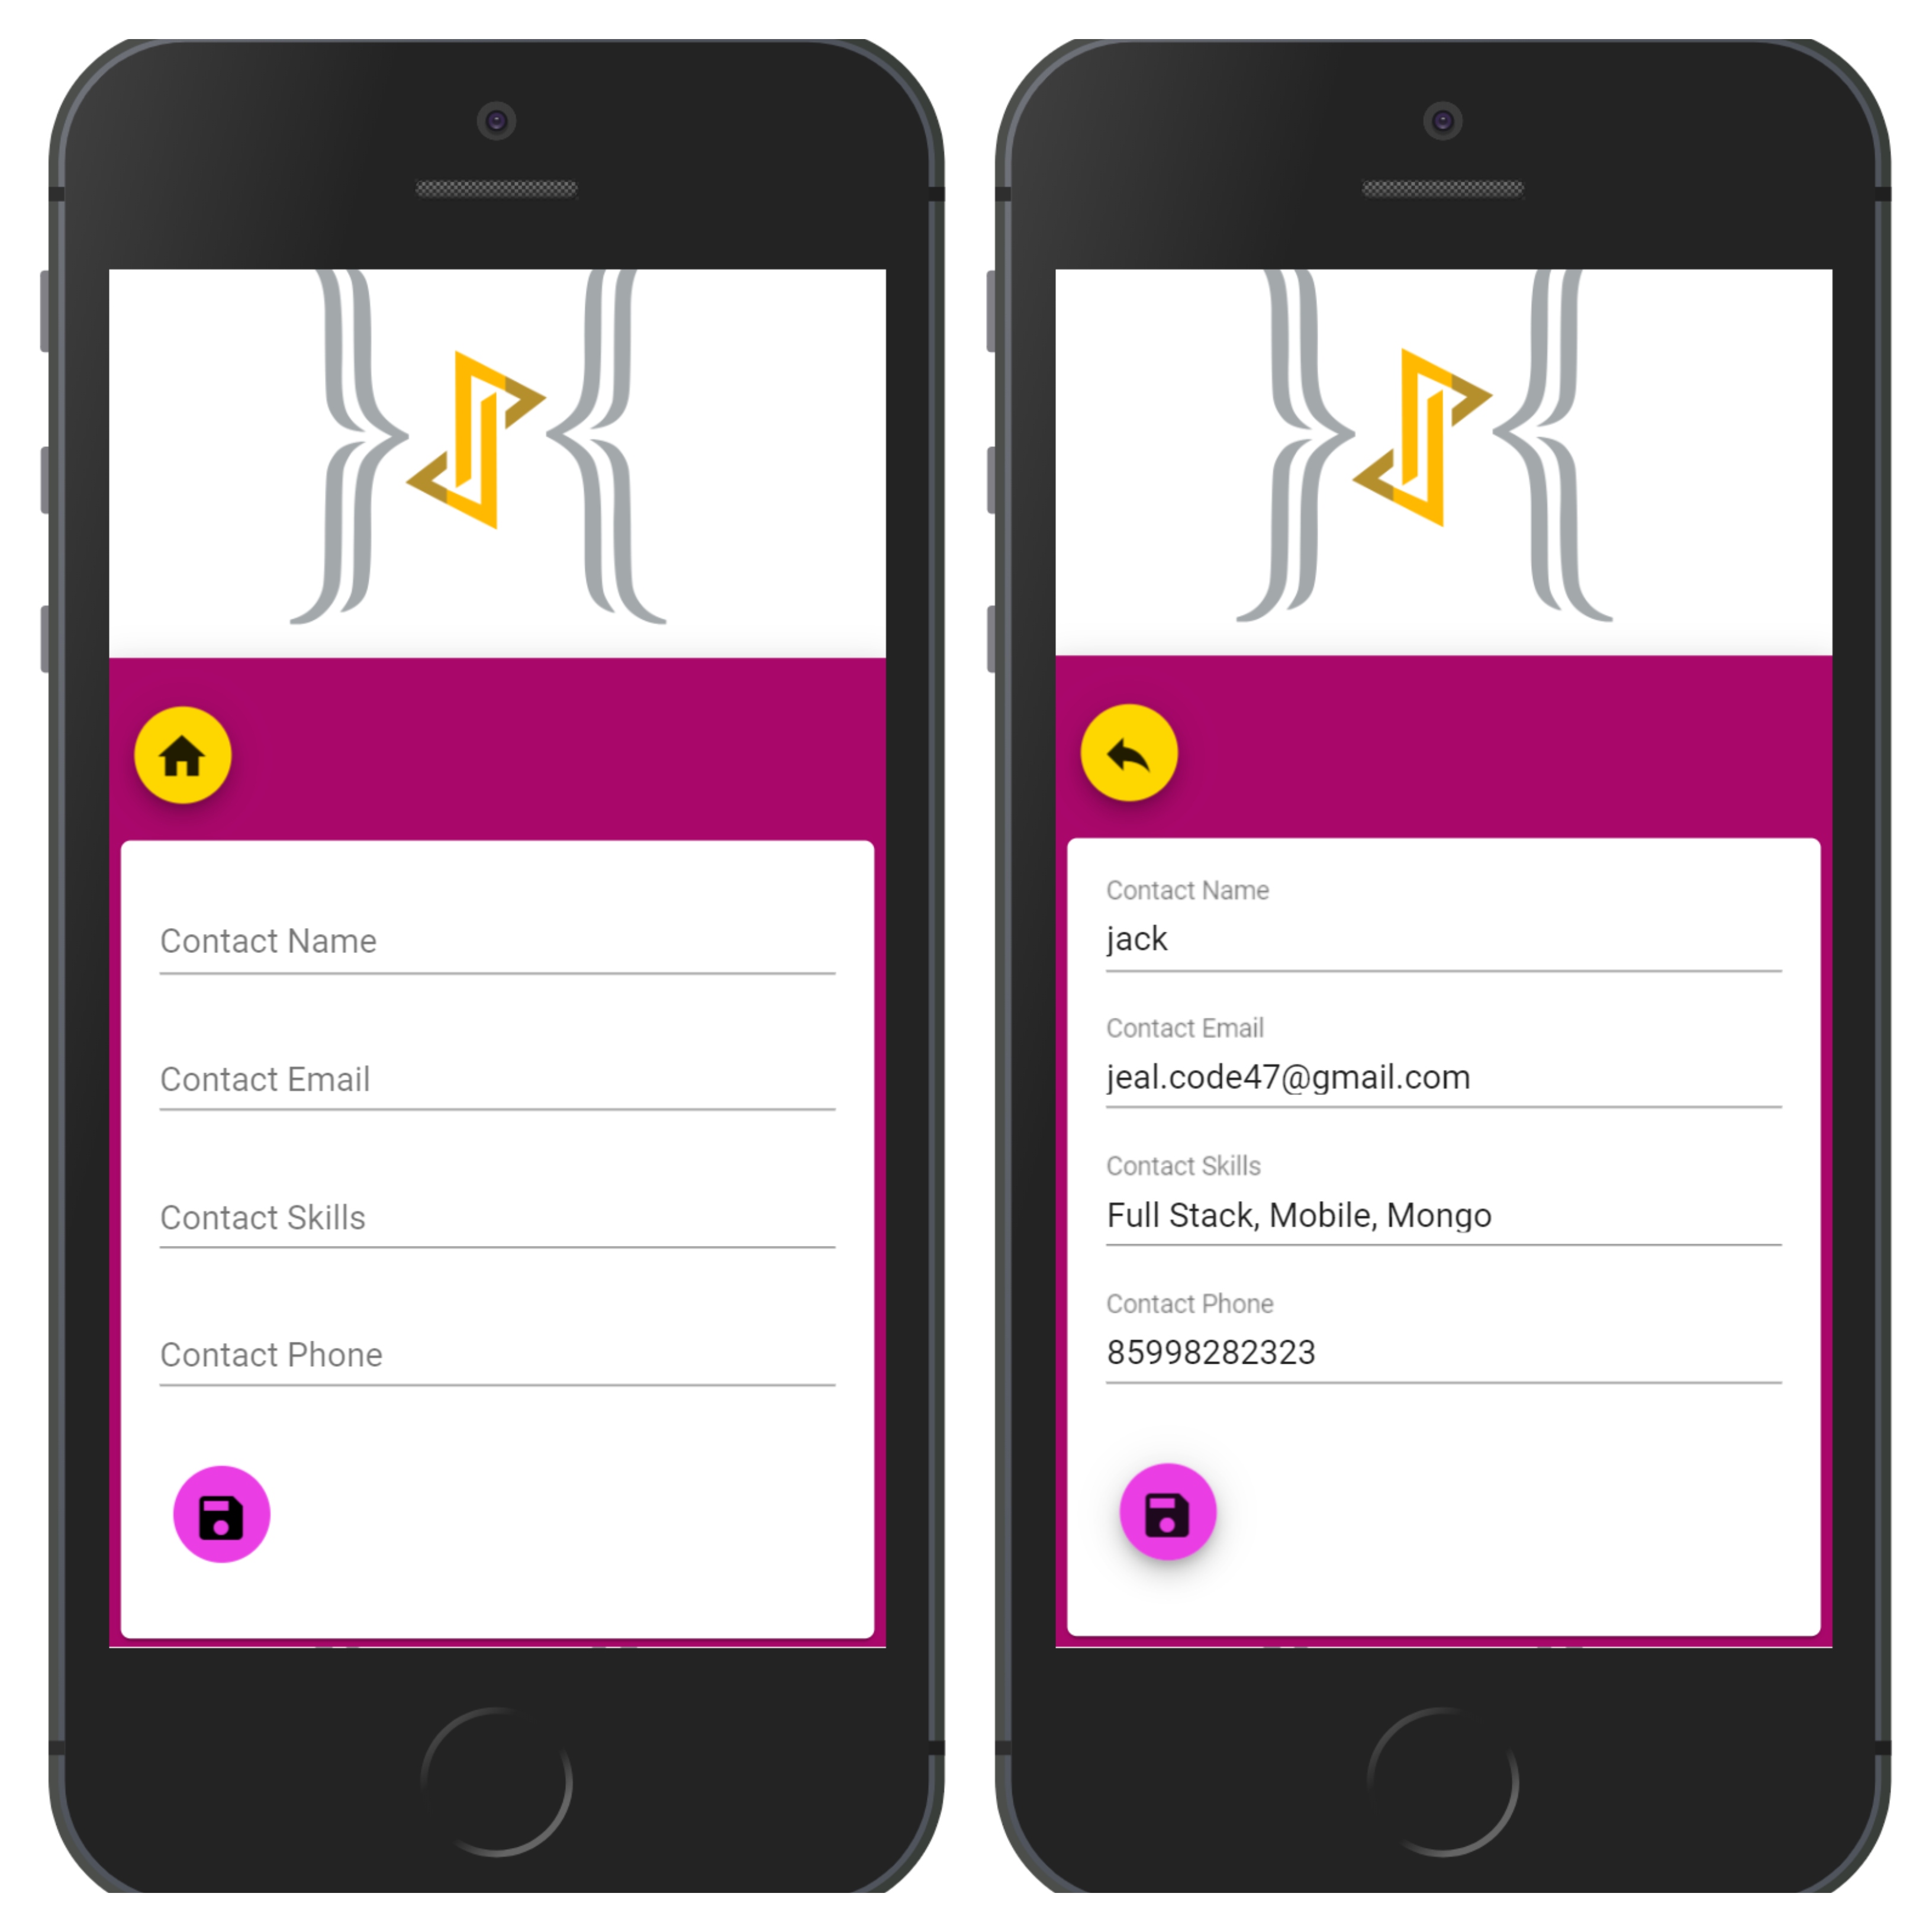 Contact Name
Contact Email
Contact Skills
Contact Phone
Contact Name
jack
Contact Email
jeal.code47@gmail.com
Contact Skills
Full Stack, Mobile, Mongo
Contact Phone
85998282323